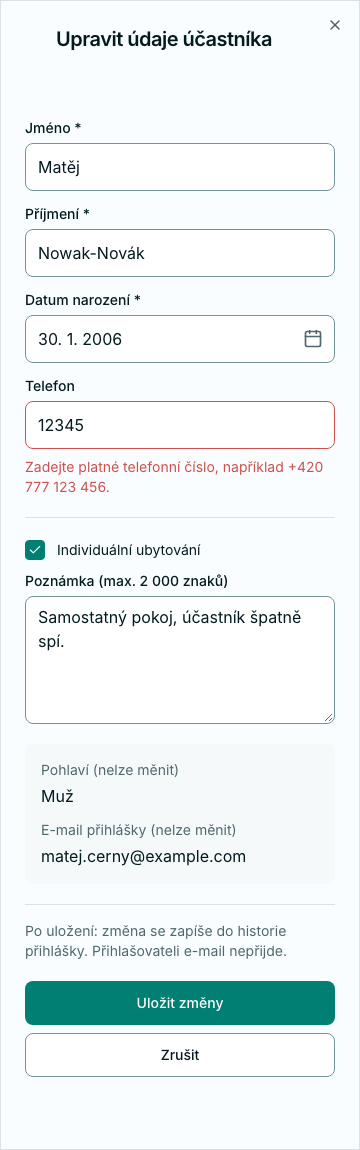 Upravit údaje účastníka
Jméno *
Matěj
Příjmení *
Nowak-Novák
Datum narození *
30. 1. 2006
Telefon
12345
Zadejte platné telefonní číslo, například +420
777 123 456.
Individuální ubytování
Poznámka (max. 2 000 znaků)
Samostatný pokoj, účastník špatně
spí.
Pohlaví (nelze měnit)
Muž
E-mail přihlášky (nelze měnit)
matej.cerny@example.com
Po uložení: změna se zapíše do historie
přihlášky. Přihlašovateli e-mail nepřijde.
Uložit změny
Zrušit